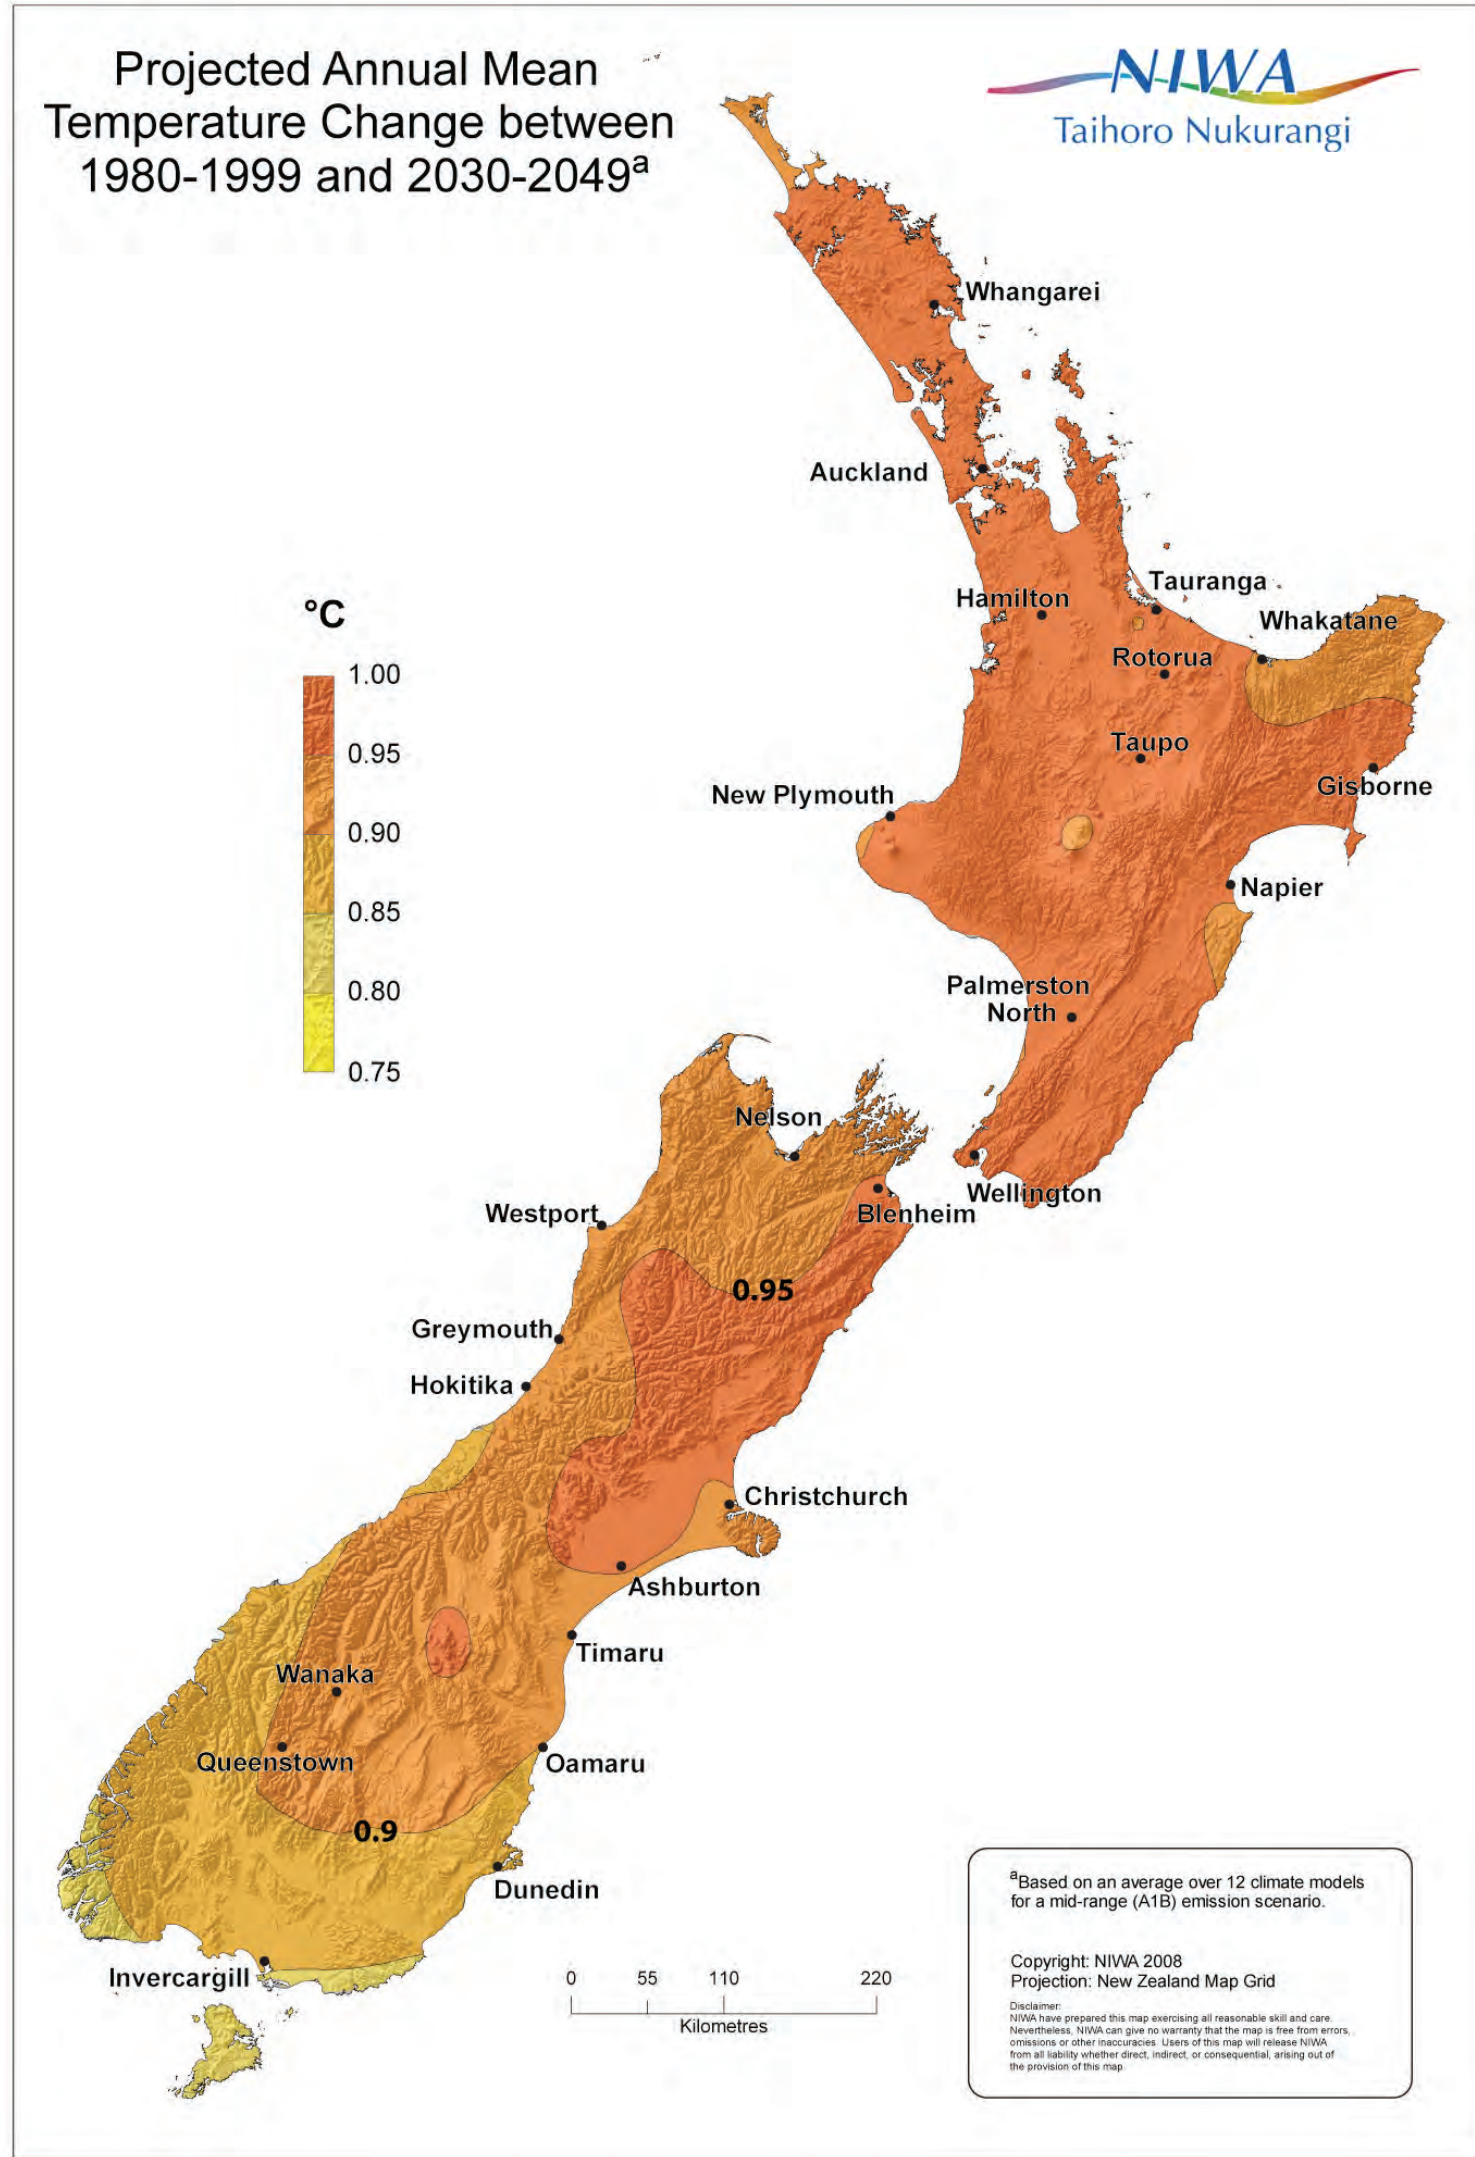 Projected Annual Mean
Temperature Change between
1980-1999 and 2030-2049ᵃ
NIWA
Taihoro Nukurangi
Whangarei
Auckland
Tauranga
Hamilton
Whakatane
Rotorua
Taupo
Gisborne
New Plymouth
Napier
Palmerston
North
°C
1.00
0.95
0.90
0.85
0.80
0.75
Nelson
Wellington
Blenheim
Westport
0.95
Greymouth
Hokitika
Christchurch
Ashburton
Timaru
Wanaka
Queenstown
Oamaru
0.9
Dunedin
Invercargill
0 55 110 220
Kilometres
ᵃBased on an average over 12 climate models
for a mid-range (A1B) emission scenario.
Copyright: NIWA 2008
Projection: New Zealand Map Grid
Disclaimer:
NIWA have prepared this map exercising all reasonable skill and care.
Nevertheless, NIWA can give no warranty that the map is free from errors,
omissions or other inaccuracies. Users of this map will release NIWA
from all liability whether direct, indirect, or consequential, arising out of
the provision of this map